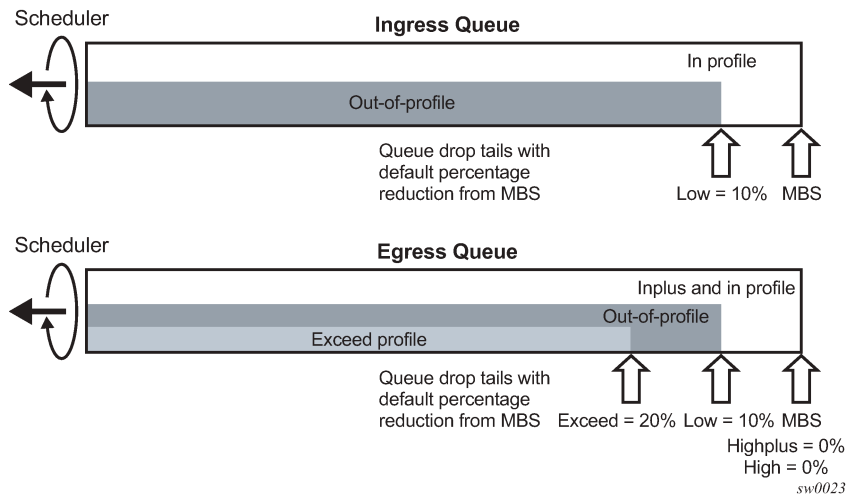 Scheduler
Ingress Queue
In profile
Out-of-profile
Queue drop tails with
default percentage
reduction from MBS
Low = 10%
MBS
Scheduler
Egress Queue
Inplus and in profile
Out-of-profile
Exceed profile
Queue drop tails with
default percentage
reduction from MBS
Exceed = 20%
Low = 10%
MBS
Highplus = 0%
High = 0%
sw0023